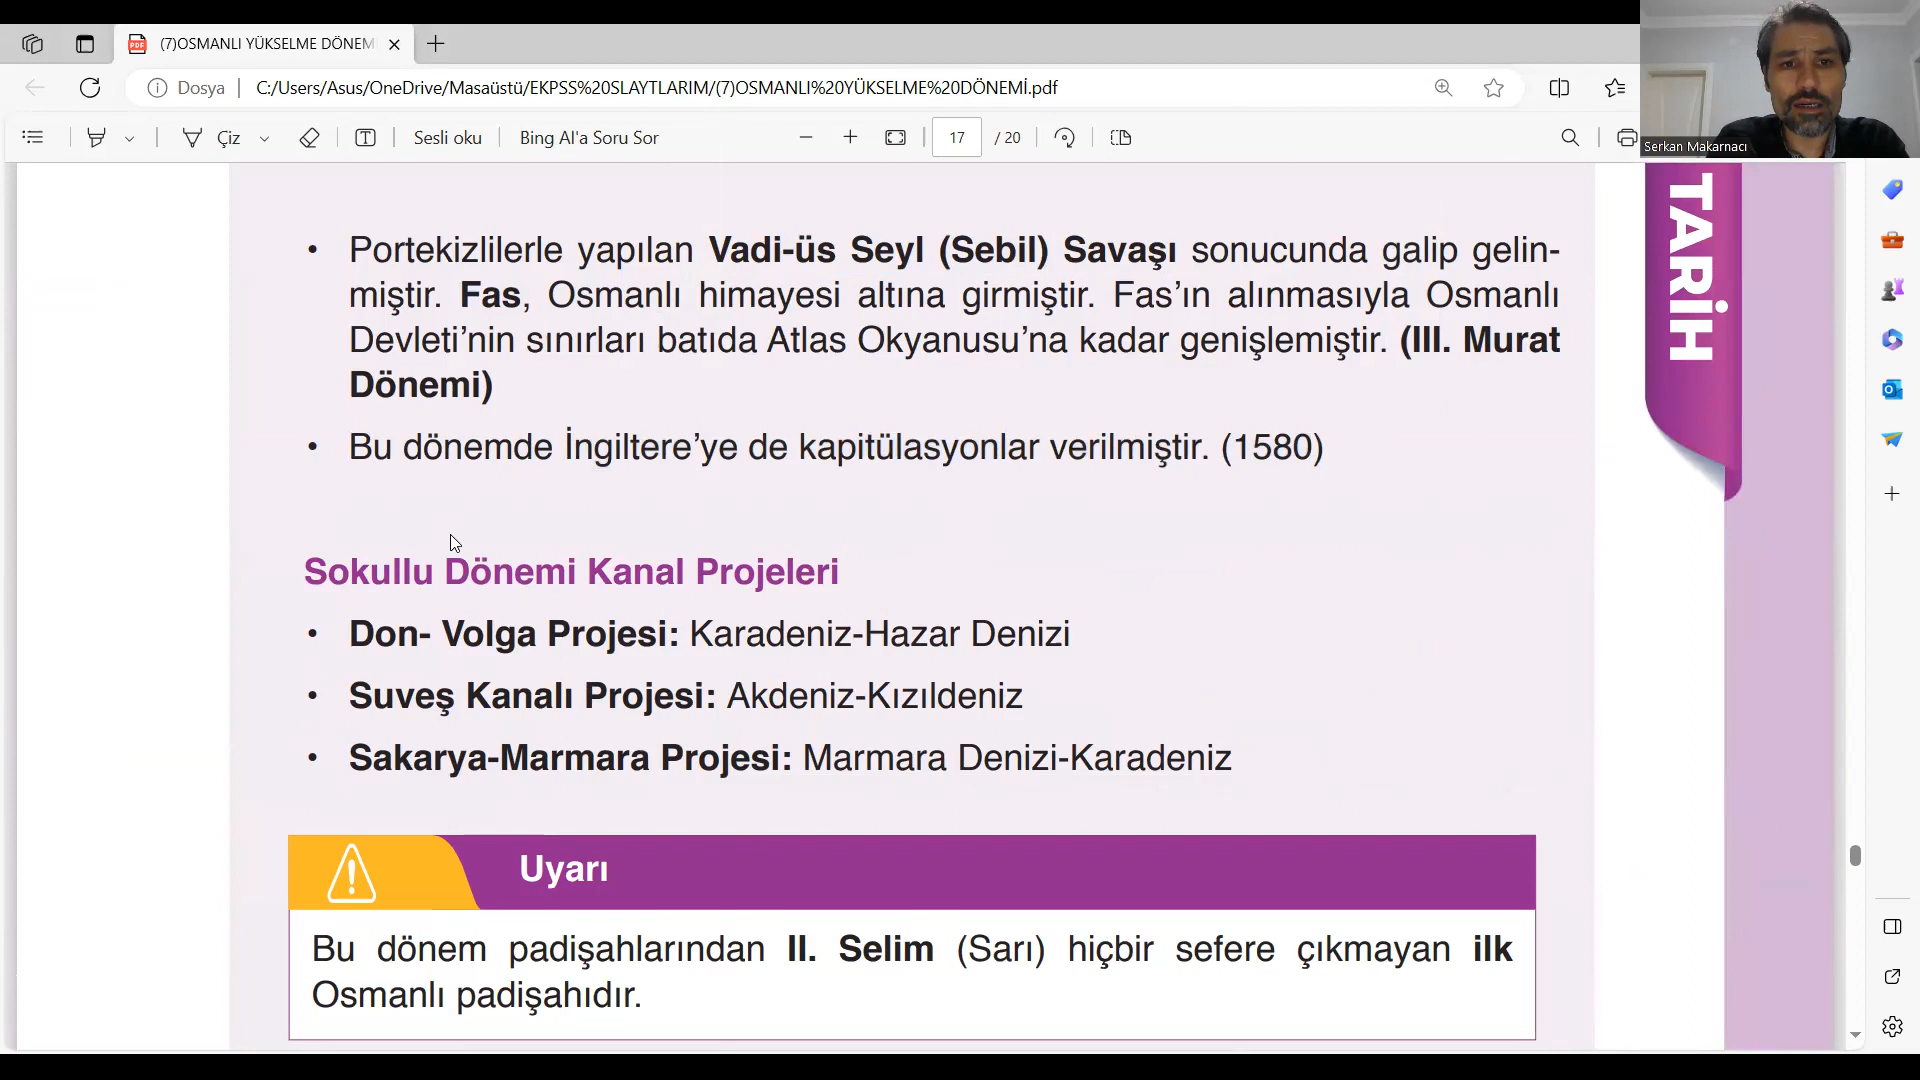 (7)OSMANLI YÜKSELME DÖNEM
Dosya
C:/Users/Asus/OneDrive/Masaüstü/EKPSS%20SLAYTLARIM/(7)OSMANLI%20YÜKSELME%20DÖNEMİ.pdf
Çiz
Sesli oku
Bing AI'a Soru Sor
17 / 20
Serkan Makarnacı
TARİH
• Portekizlilerle yapılan Vadi-üs Seyl (Sebil) Savaşı sonucunda galip gelin-
miştir. Fas, Osmanlı himayesi altına girmiştir. Fas’ın alınmasıyla Osmanlı
Devleti’nin sınırları batıda Atlas Okyanusu’na kadar genişlemiştir. (III. Murat
Dönemi)
• Bu dönemde İngiltere’ye de kapitülasyonlar verilmiştir. (1580)
Sokullu Dönemi Kanal Projeleri
• Don- Volga Projesi: Karadeniz-Hazar Denizi
• Suveş Kanalı Projesi: Akdeniz-Kızıldeniz
• Sakarya-Marmara Projesi: Marmara Denizi-Karadeniz
Uyarı
Bu dönem padişahlarından II. Selim (Sarı) hiçbir sefere çıkmayan ilk
Osmanlı padişahıdır.